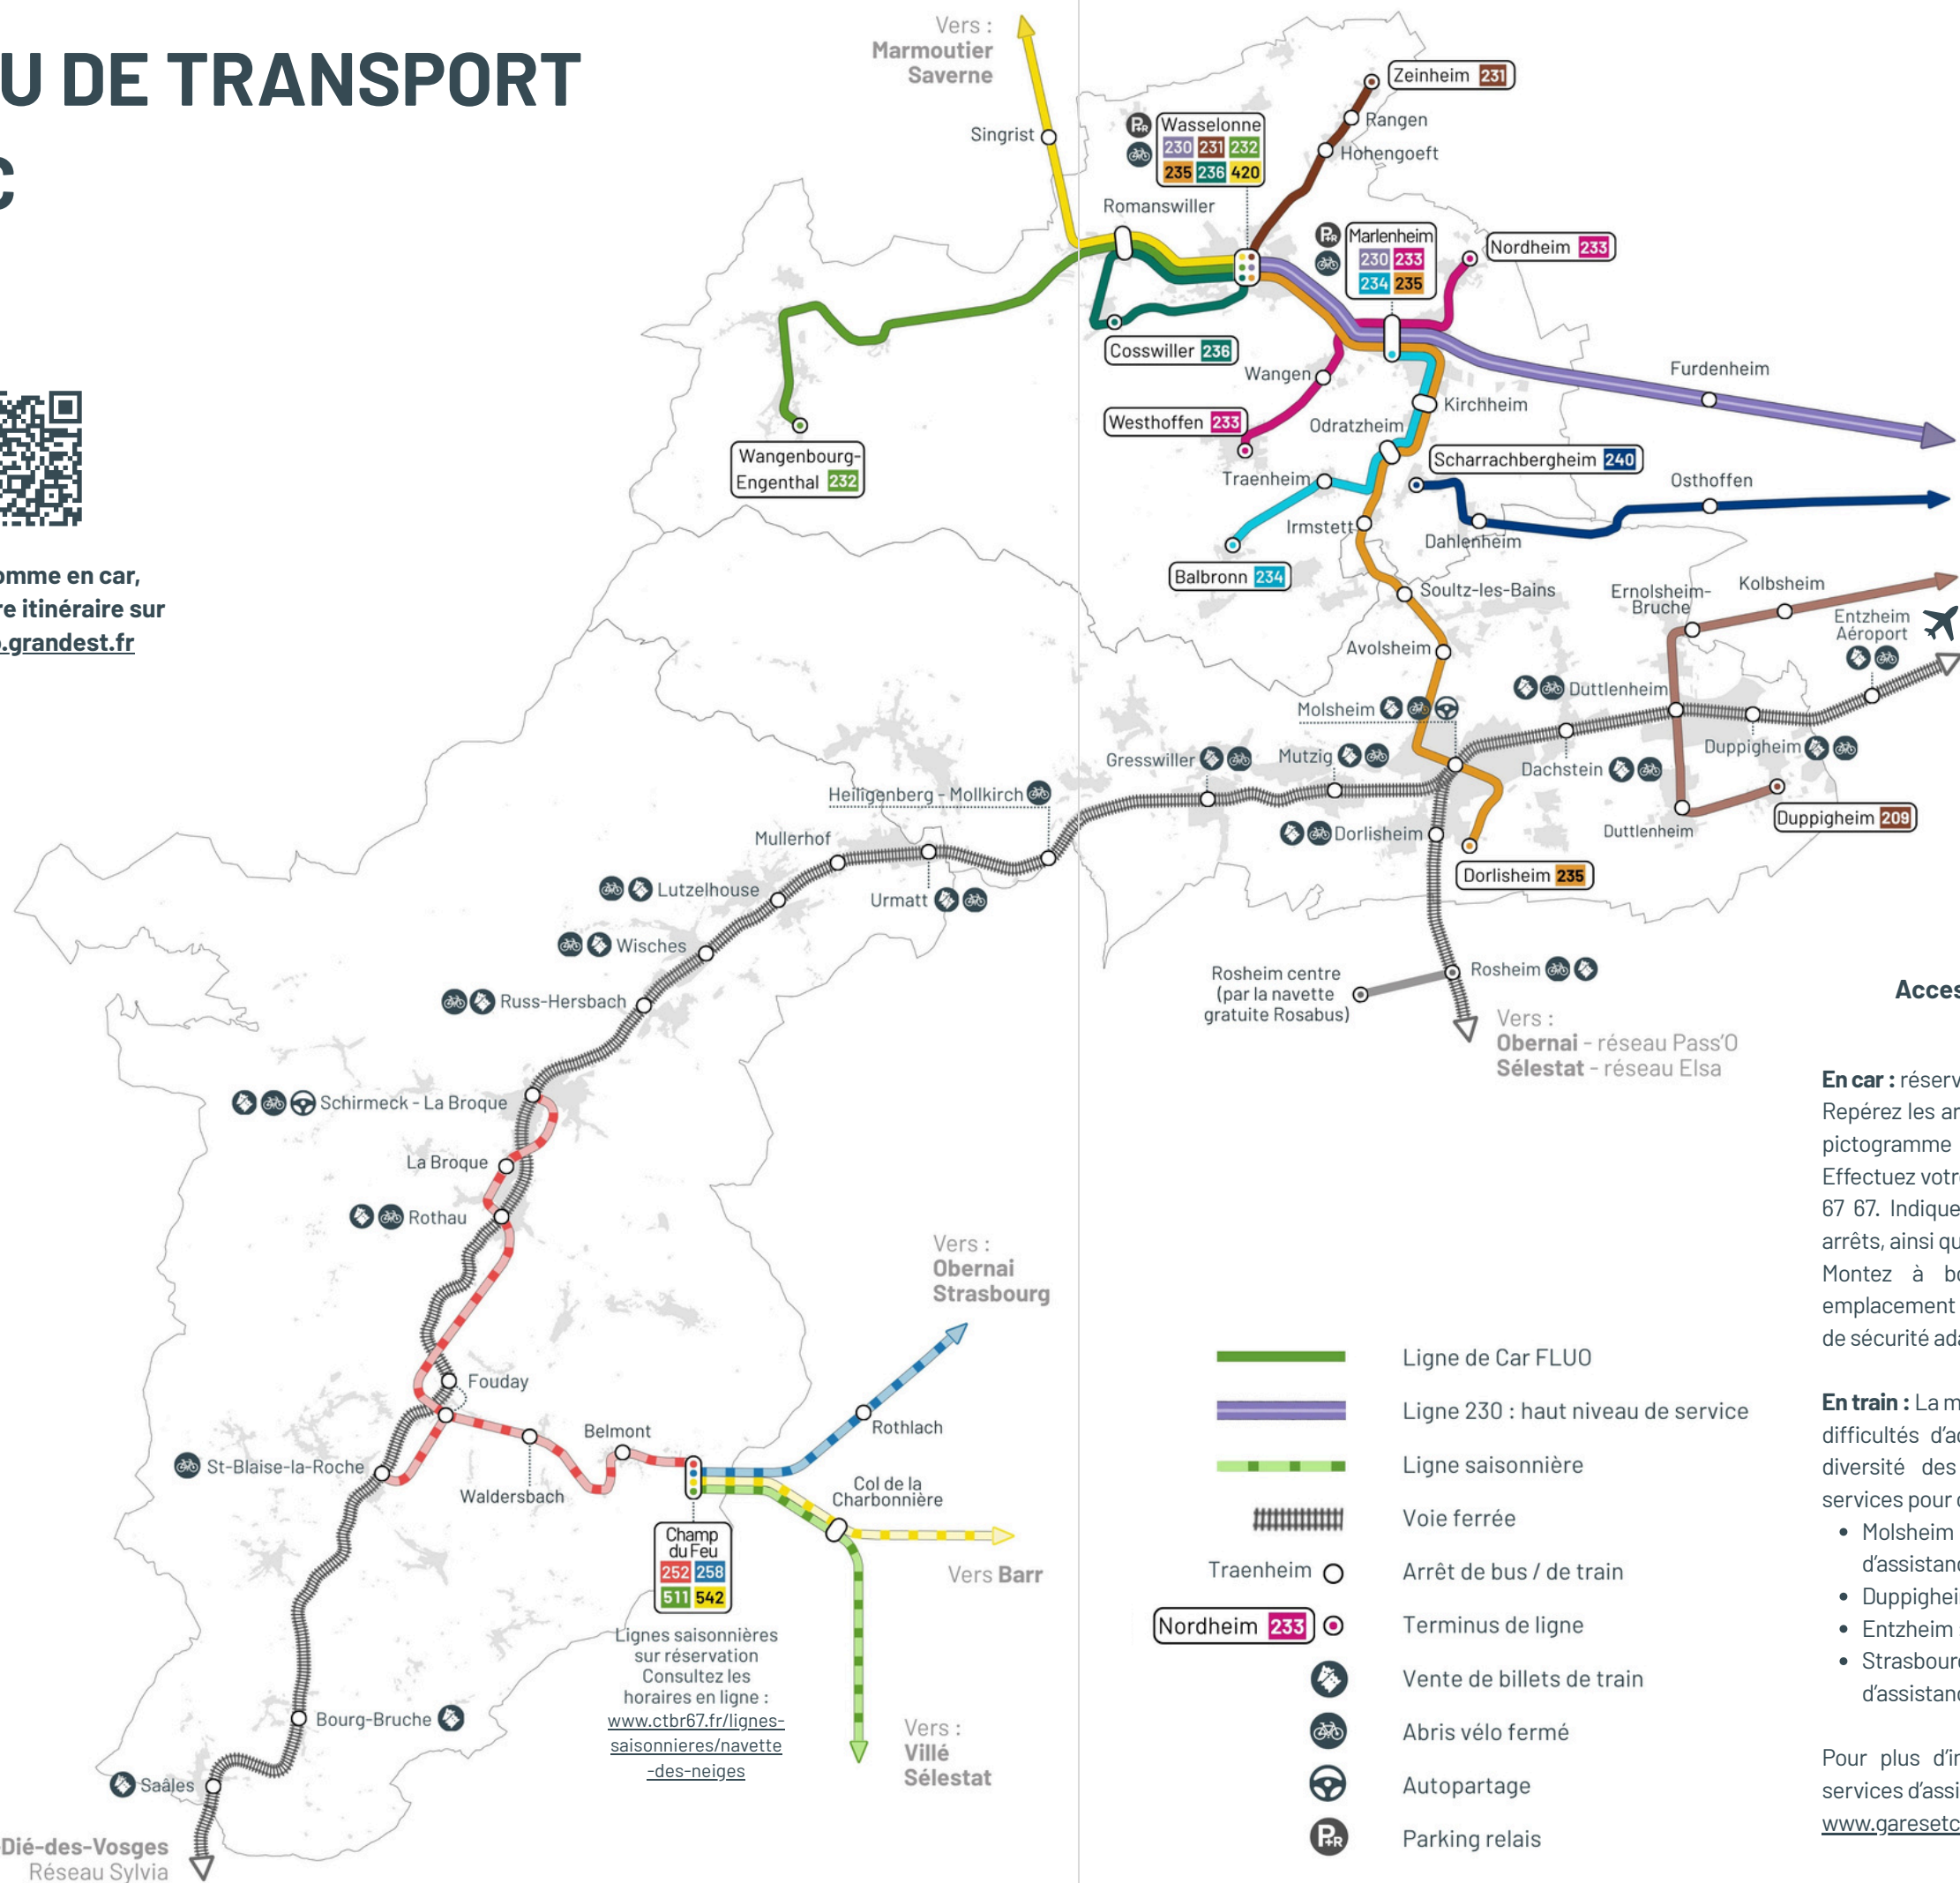 U DE TRANSPORT
C
omme en car,
re itinéraire sur
o.grandest.fr
Vers :
Marmoutier
Saverne
Singrist
Romanswiller
Wasselonne
230 231 232
235 236 420
Zeinheim 231
Rangen
Hohengoeft
Marlenheim
230 233
234 235
Nordheim 233
Cosswiller 236
Wangen
Westhoffen 233
Wangenbourg-
Engenthal 232
Furdenheim
Kirchheim
Odratzheim
Scharrachbergheim 240
Osthoffen
Traenheim
Irmstett
Dahlenheim
Balbronn 234
Soultz-les-Bains
Avolsheim
Ernolsheim-
Bruche
Kolbsheim
Entzheim
Aéroport
Molsheim
Duttlenheim
Gresswiller
Mutzig
Dachstein
Duppigheim
Heiligenberg - Mollkirch
Dorlisheim
Duttlenheim
Duppigheim 209
Dorlisheim 235
Mullerhof
Lutzelhouse
Urmatt
Wisches
Russ-Hersbach
Rosheim centre
(par la navette
gratuite Rosabus)
Rosheim
Vers :
Obernai - réseau Pass'O
Sélestat - réseau Elsa
Schirmeck - La Broque
La Broque
Rothau
Fouday
St-Blaise-la-Roche
Waldersbach
Belmont
Vers :
Obernai
Strasbourg
Rothlach
Col de la
Charbonnière
Vers Barr
Champ
du Feu
252 258
511 542
Lignes saisonnières
sur réservation
Consultez les
horaires en ligne :
www.ctbr67.fr/lignes-
saisonnieres/navette
-des-neiges
Vers :
Villé
Sélestat
Bourg-Bruche
Saâles
-Dié-des-Vosges
Réseau Sylvia
Ligne de Car FLUO
Ligne 230 : haut niveau de service
Ligne saisonnière
Voie ferrée
Traenheim
Arrêt de bus / de train
Nordheim 233
Terminus de ligne
Vente de billets de train
Abris vélo fermé
Autopartage
P+R
Parking relais
Acces
En car : réserv
Repérez les ar
pictogramme
Effectuez votr
67 67. Indique
arrêts, ainsi qu
Montez à bo
emplacement
de sécurité ada
En train : La m
difficultés d'ac
diversité des
services pour
• Molsheim
d'assistanc
• Duppighei
• Entzheim
• Strasbourg
d'assistanc
Pour plus d'in
services d'assi
www.garesetc